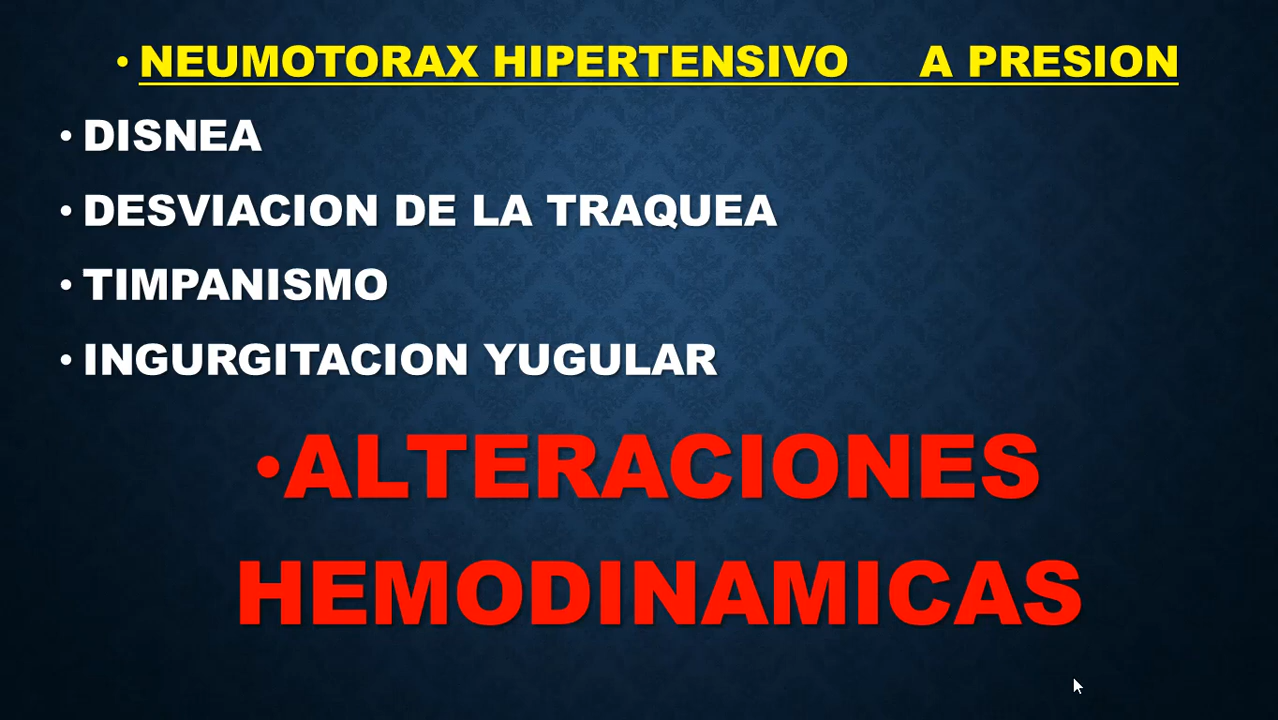 • NEUMOTORAX HIPERTENSIVO A PRESION
• DISNEA
• DESVIACION DE LA TRAQUEA
• TIMPANISMO
• INGURGITACION YUGULAR
•ALTERACIONES
HEMODINAMICAS